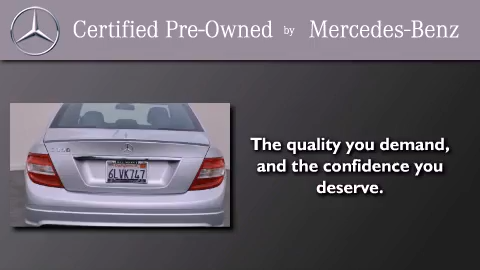 Certified Pre-Owned by Mercedes-Benz
The quality you demand,
and the confidence you
deserve.
6LVK747